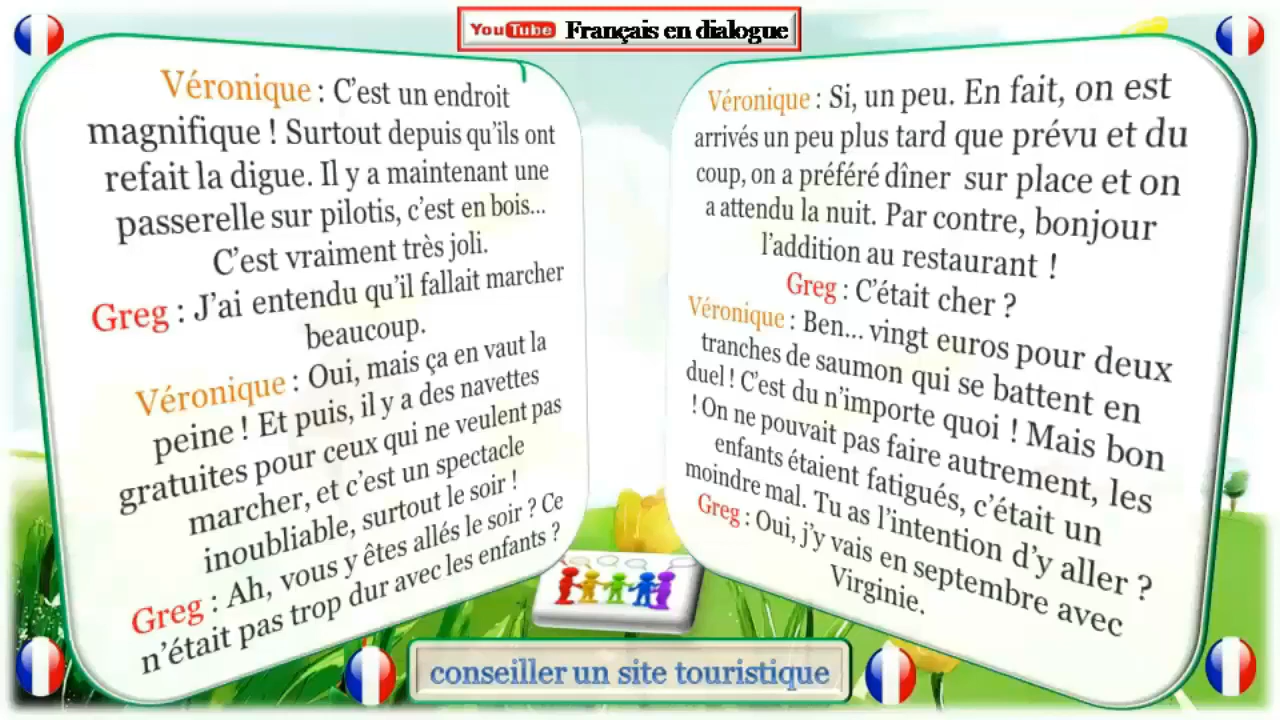 YouTube Français en dialogue
Véronique : C'est un endroit
magnifique ! Surtout depuis qu'ils ont
refait la digue. Il y a maintenant une
passerelle sur pilotis, c'est en bois...
C'est vraiment très joli.
Greg : J'ai entendu qu'il fallait marcher
beaucoup.
Véronique : Oui, mais ça en vaut la
peine ! Et puis, il y a des navettes
gratuites pour ceux qui ne veulent pas
marcher, et c'est un spectacle
inoubliable, surtout le soir !
Greg : Ah, vous y êtes allés le soir ? Ce
n'était pas trop dur avec les enfants ?
Véronique : Si, un peu. En fait, on est
arrivés un peu plus tard que prévu et du
coup, on a préféré dîner sur place et on
a attendu la nuit. Par contre, bonjour
l'addition au restaurant !
Greg : C'était cher ?
Véronique : Ben... vingt euros pour deux
tranches de saumon qui se battent en
duel ! C'est du n'importe quoi ! Mais bon
! On ne pouvait pas faire autrement, les
enfants étaient fatigués, c'était un
moindre mal. Tu as l'intention d'y aller ?
Greg : Oui, j'y vais en septembre avec
Virginie.
conseiller un site touristique